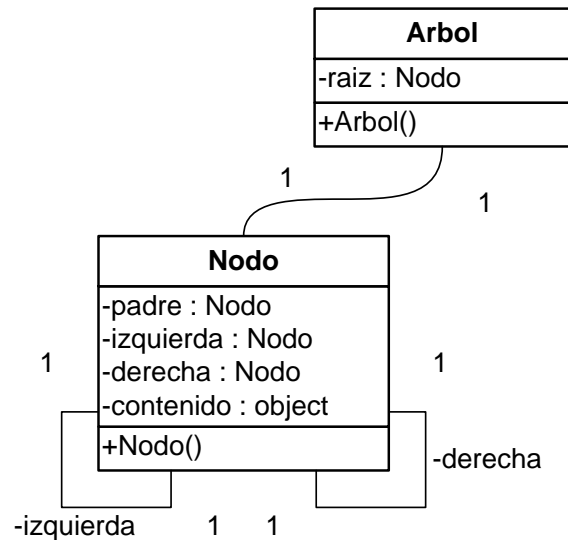 Arbol
-raiz : Nodo
+Arbol()
1
1
Nodo
-padre : Nodo
-izquierda : Nodo
-derecha : Nodo
-contenido : object
+Nodo()
1
1
-derecha
-izquierda
1
1